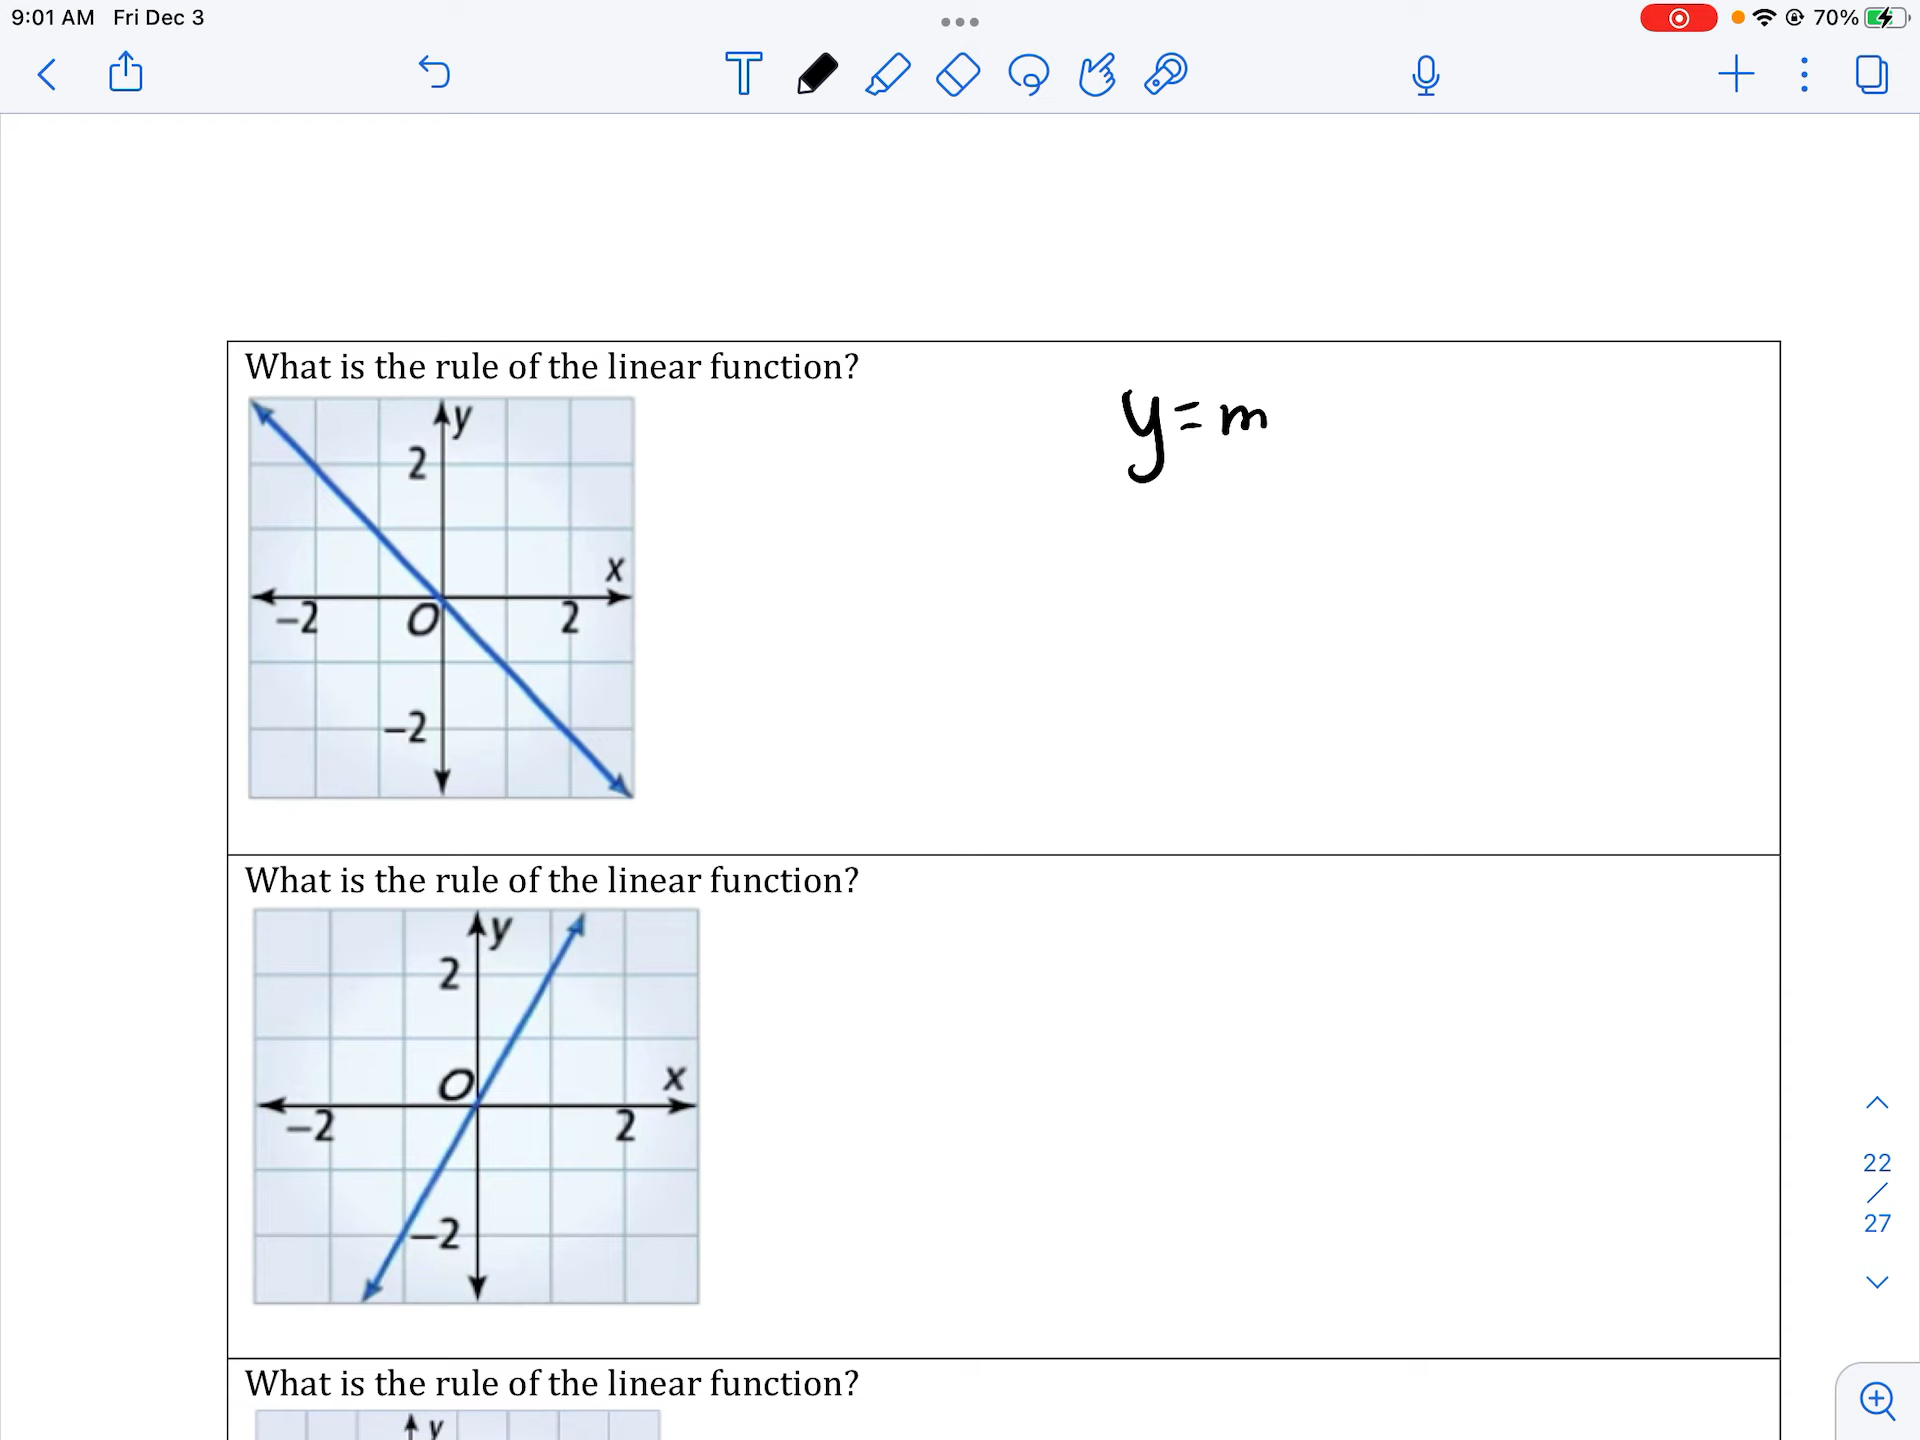 9:01 AM Fri Dec 3
70%
T
What is the rule of the linear function?
y = m
y
2
x
-2 O 2
-2
What is the rule of the linear function?
y
2
O x
-2 2
-2
22
/
27
What is the rule of the linear function?
y